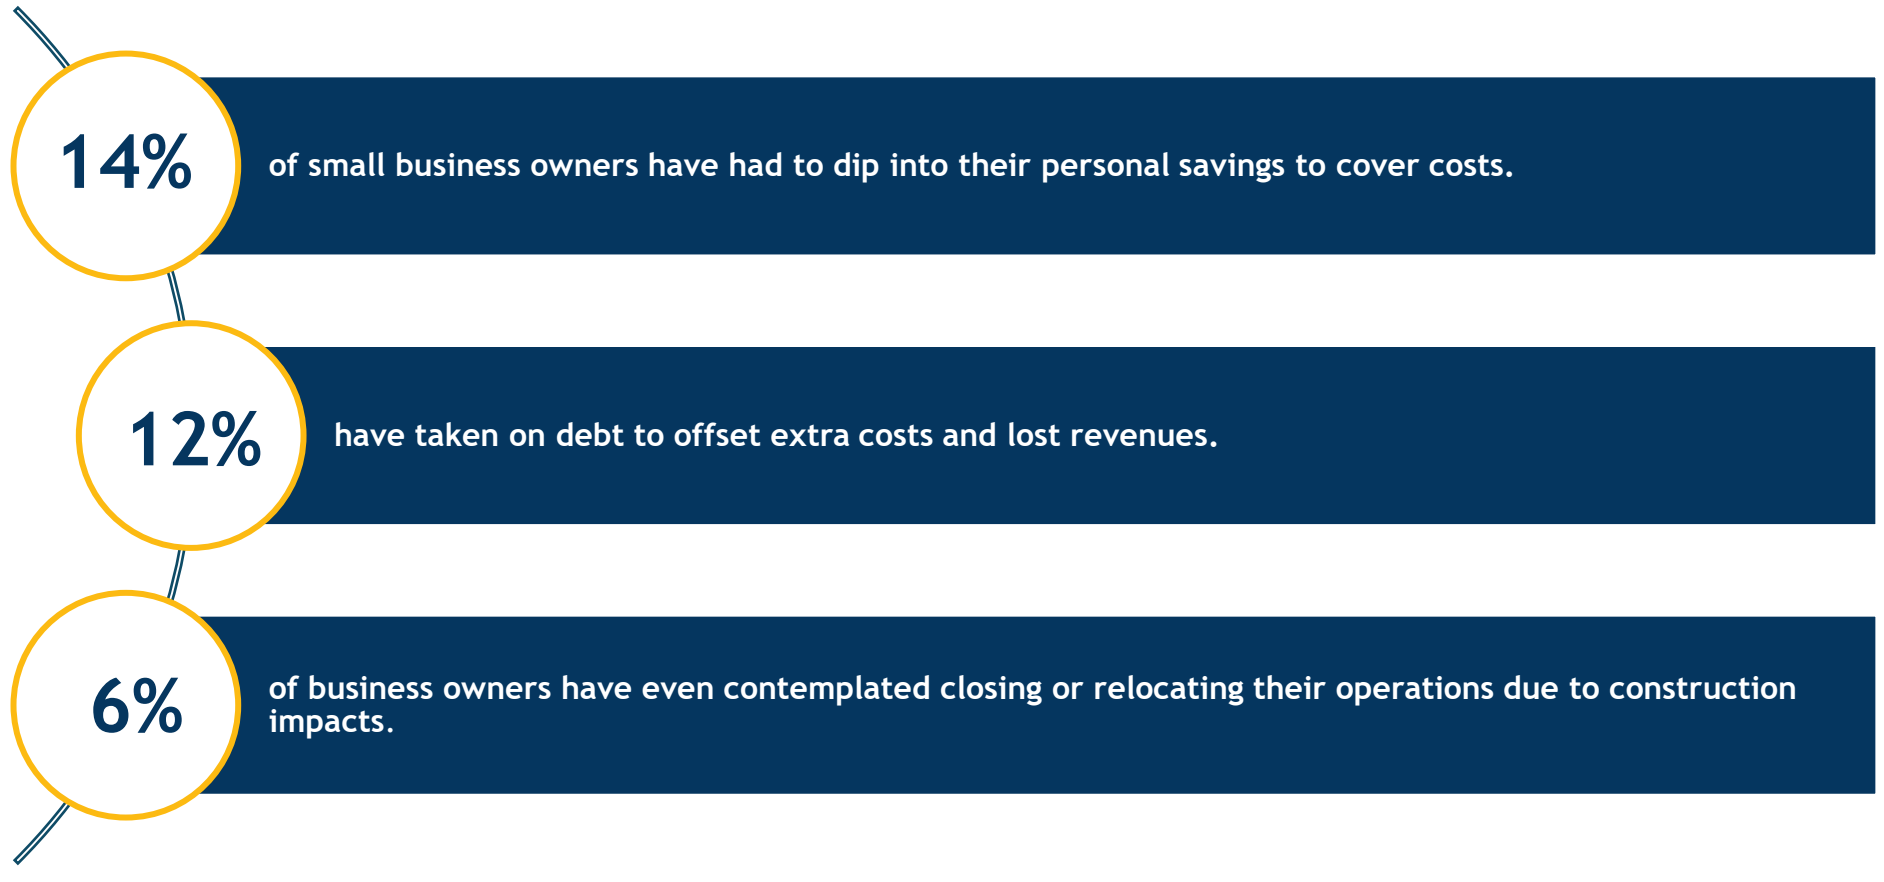 14%
of small business owners have had to dip into their personal savings to cover costs.
12%
have taken on debt to offset extra costs and lost revenues.
6%
of business owners have even contemplated closing or relocating their operations due to construction
impacts.